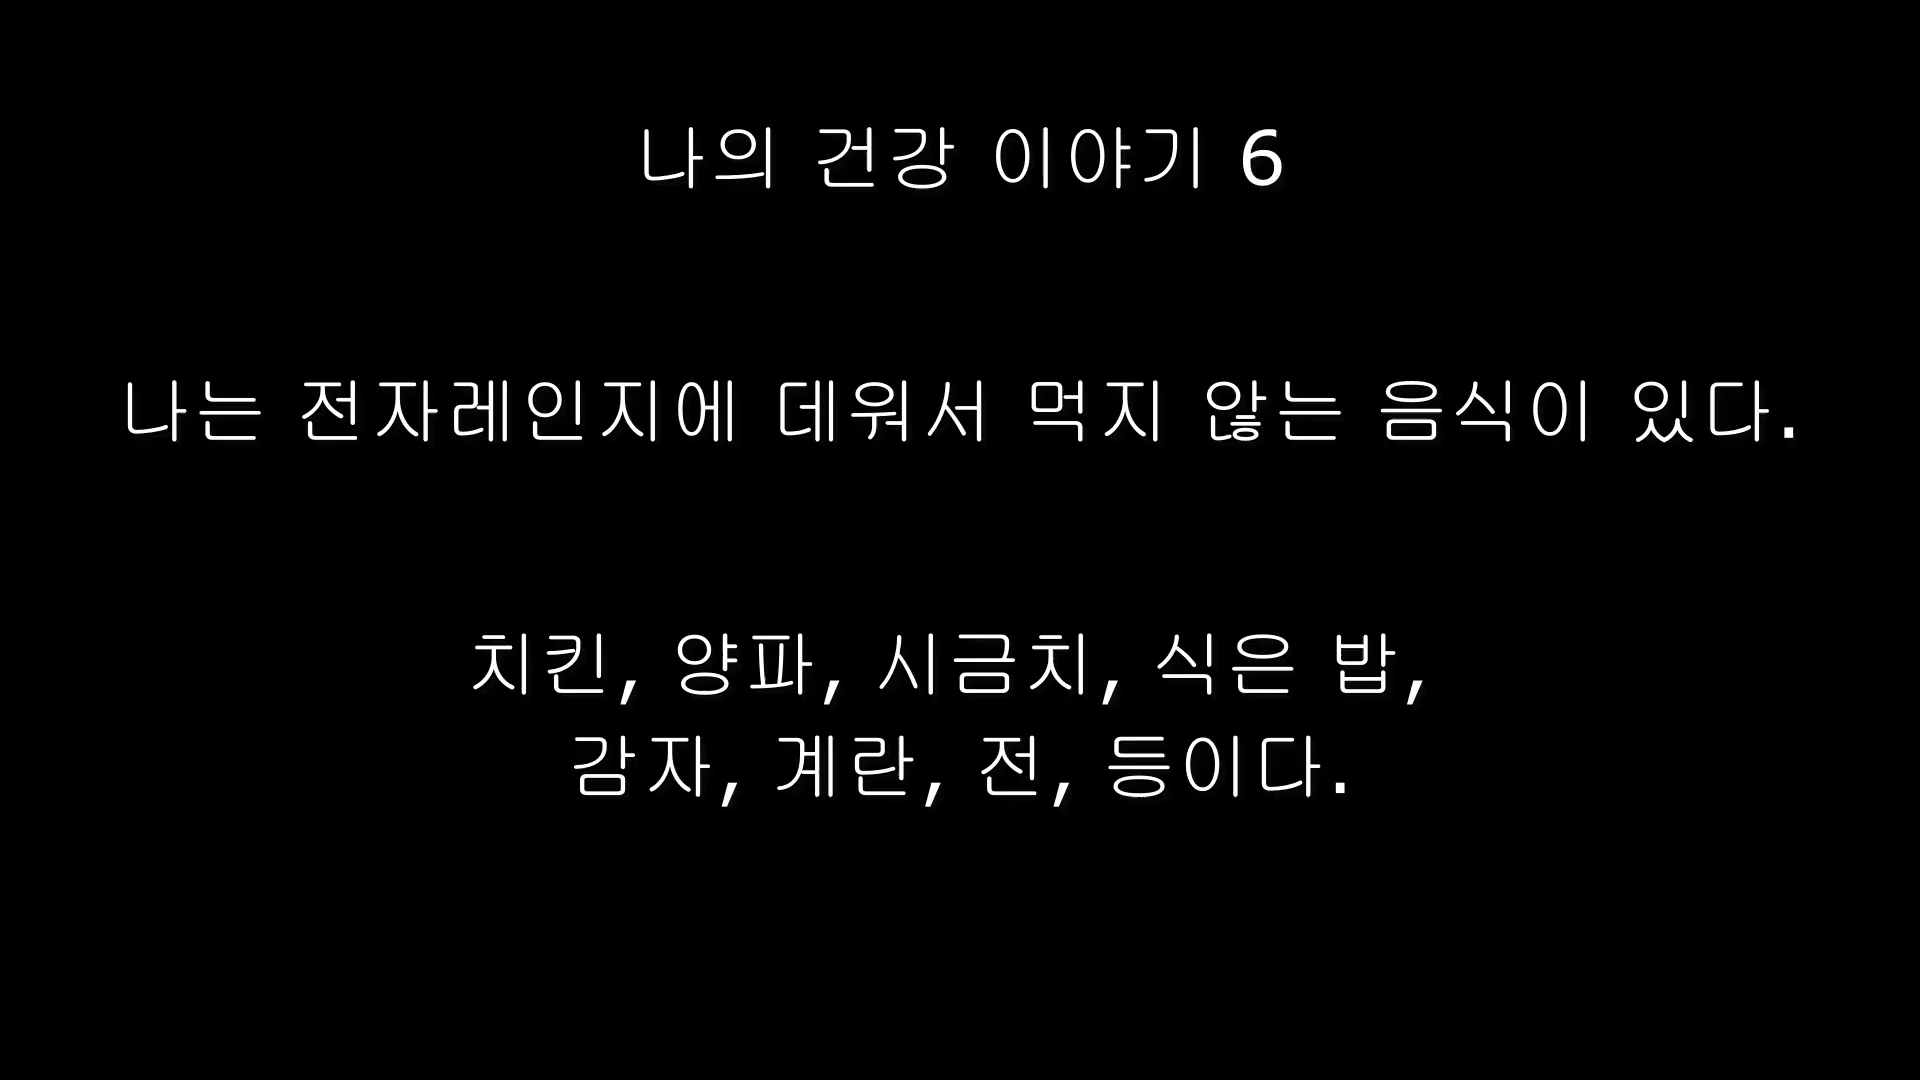 나의 건강 이야기 6
나는 전자레인지에 데워서 먹지 않는 음식이 있다.
치킨, 양파, 시금치, 식은 밥,
감자, 계란, 전, 등이다.